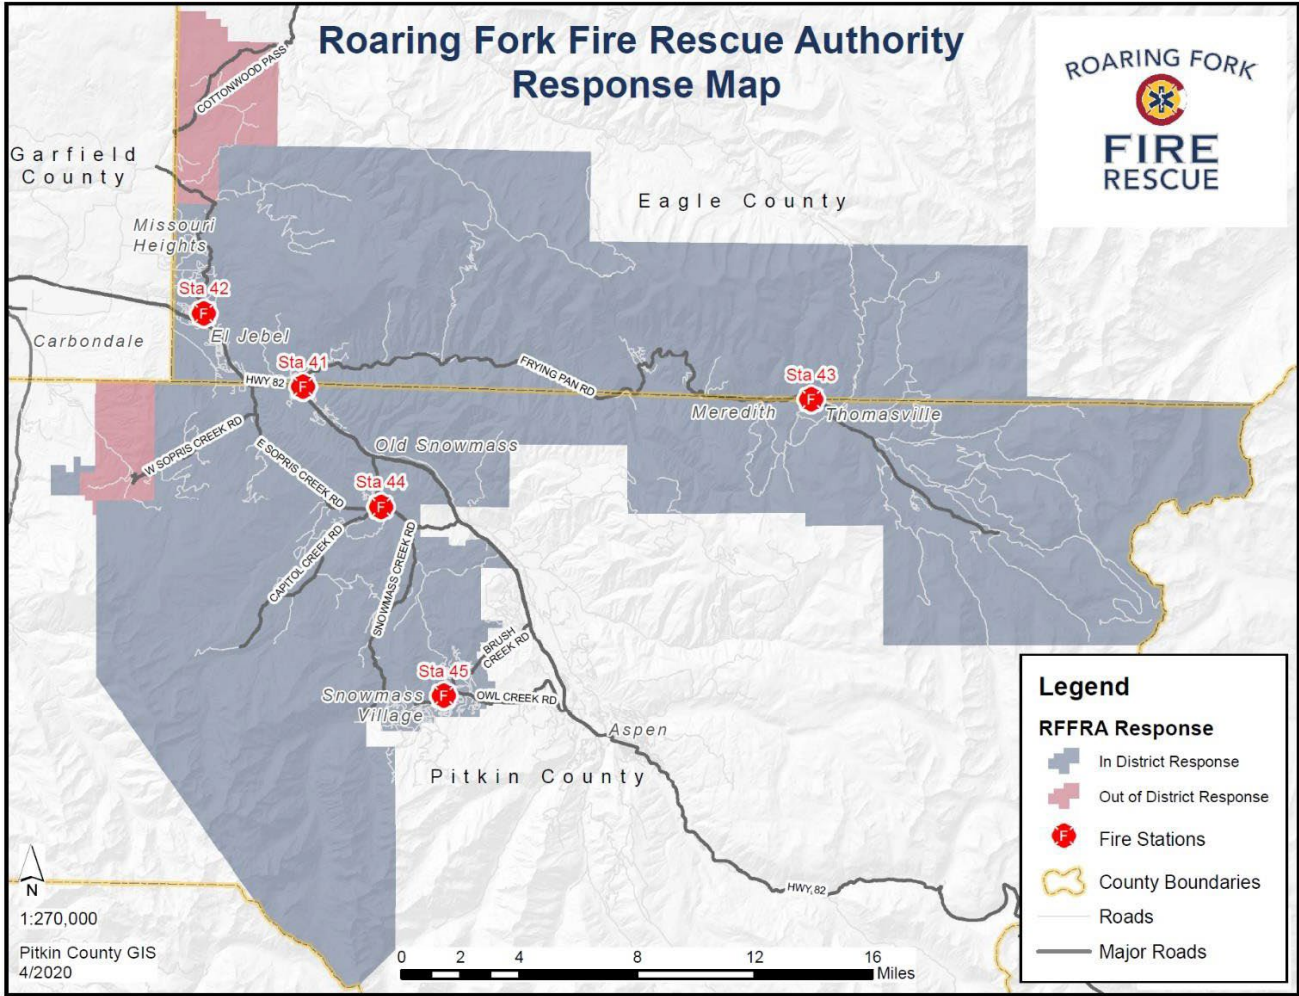 Roaring Fork Fire Rescue Authority
Response Map
ROARING FORK
FIRE
RESCUE
COTTONWOOD PASS
Garfield
County
Eagle County
Missouri
Heights
Sta 42
F
El Jebel
Carbondale
Sta 41
F
HWY 82
FRYING PAN RD
Sta 43
F
Meredith
Thomasville
W SOPRIS CREEK RD
E SOPRIS CREEK RD
Old Snowmass
Sta 44
F
CAPITOL CREEK RD
SNOWMASS CREEK RD
BRUSH
CREEK RD
Sta 45
F
Snowmass
Village
OWL CREEK RD
Aspen
Pitkin County
HWY 82
Legend
RFFRA Response
In District Response
Out of District Response
F
Fire Stations
County Boundaries
Roads
Major Roads
N
1:270,000
Pitkin County GIS
4/2020
0 2 4 8 12 16
Miles